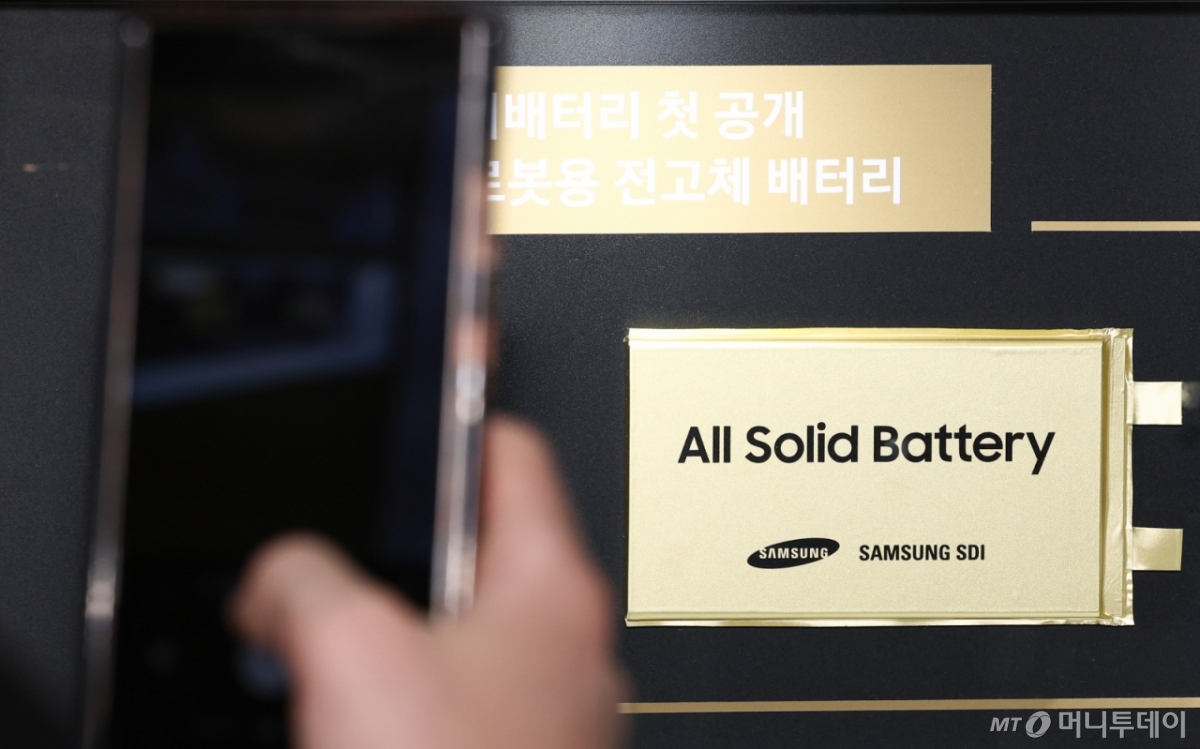 배터리 첫 공개
로봇용 전고체 배터리
All Solid Battery
SAMSUNG SAMSUNG SDI
MT 머니투데이